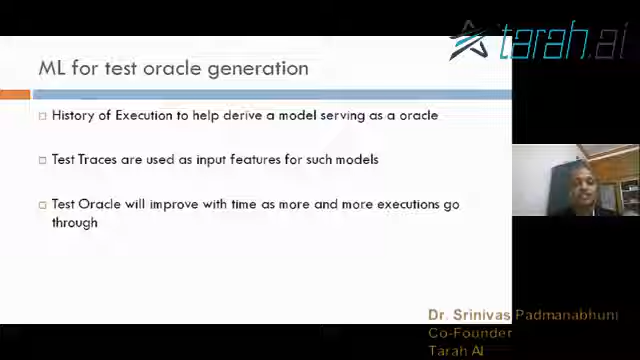 tarah.ai
ML for test oracle generation
History of Execution to help derive a model serving as a oracle
Test Traces are used as input features for such models
Test Oracle will improve with time as more and more executions go
through
Dr. Srinivas Padmanabhuni
Co-Founder
Tarah AI